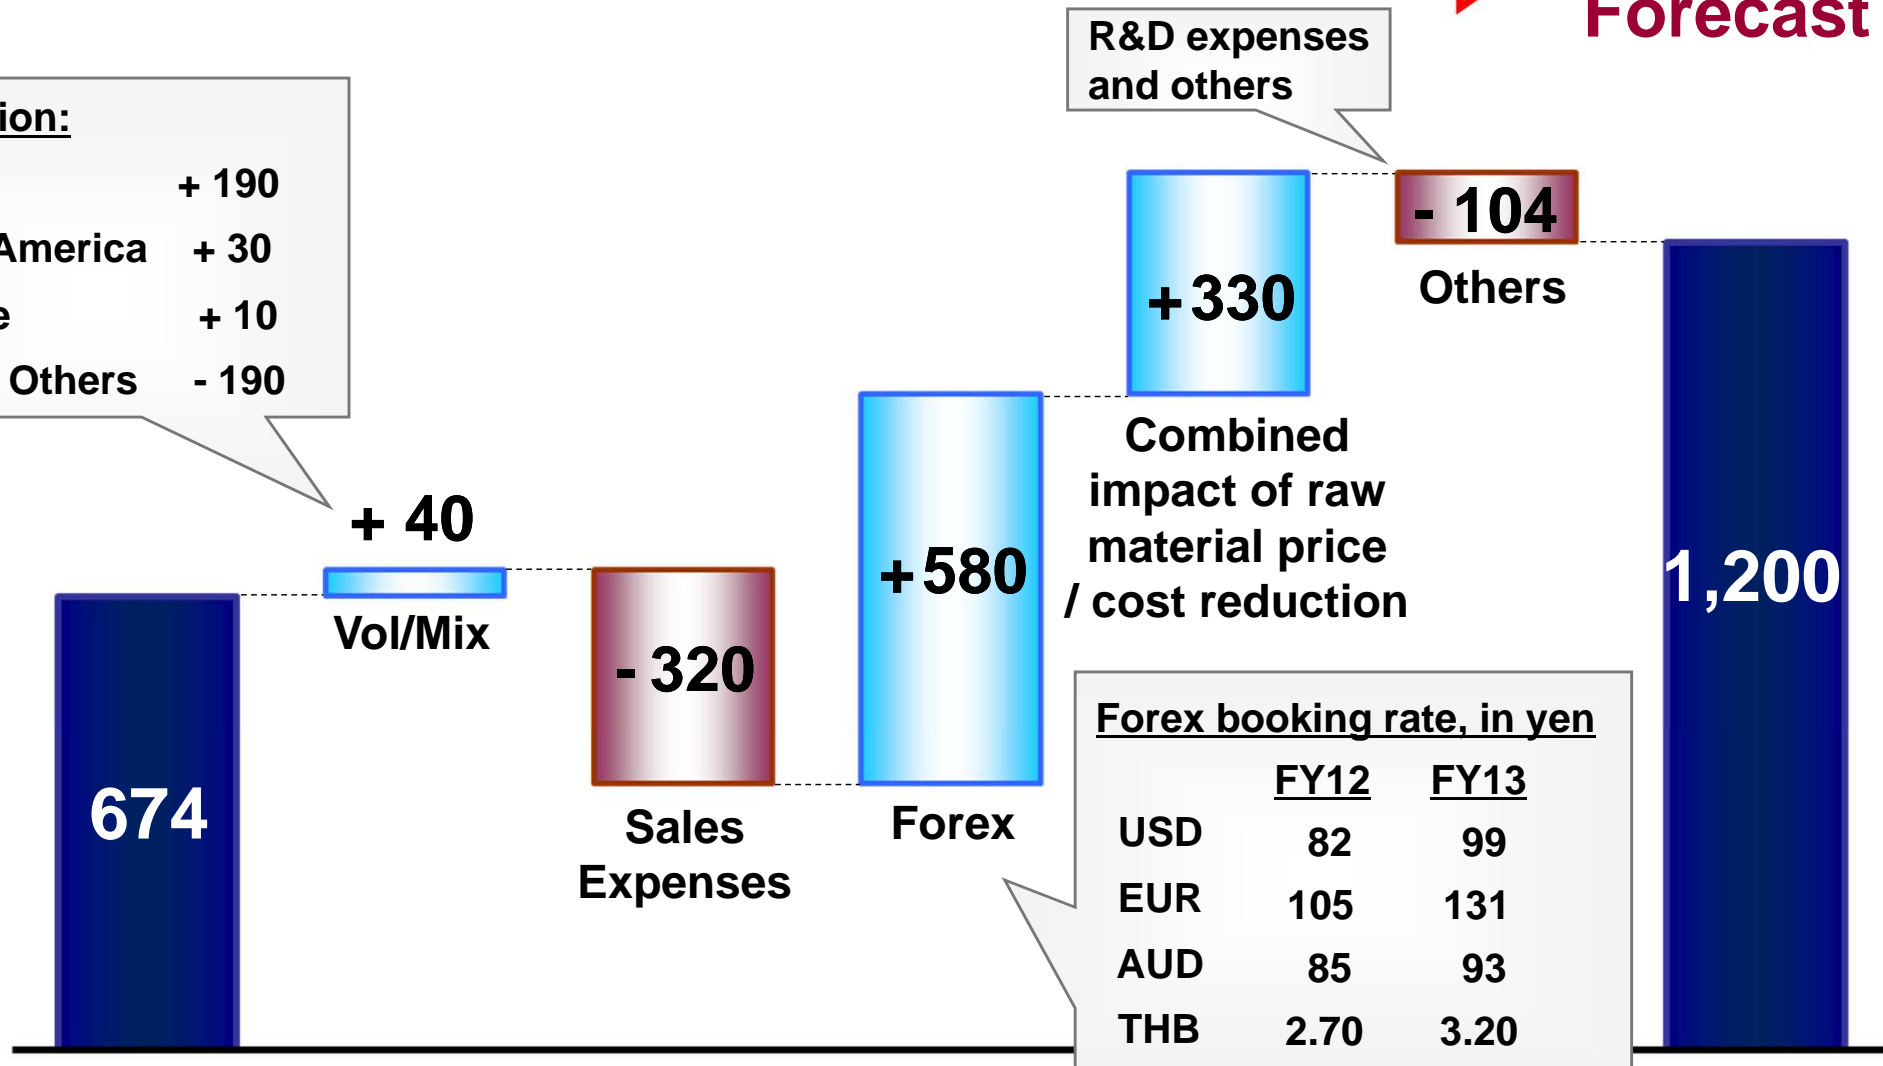 Forecast
R&D expenses
and others
ion:
+ 190
America + 30
e + 10
Others - 190
- 104
Others
+330
+ 40
Vol/Mix
Combined
impact of raw
material price
/ cost reduction
+580
1,200
- 320
674
Sales
Expenses
Forex
Forex booking rate, in yen
FY12 FY13
USD 82 99
EUR 105 131
AUD 85 93
THB 2.70 3.20